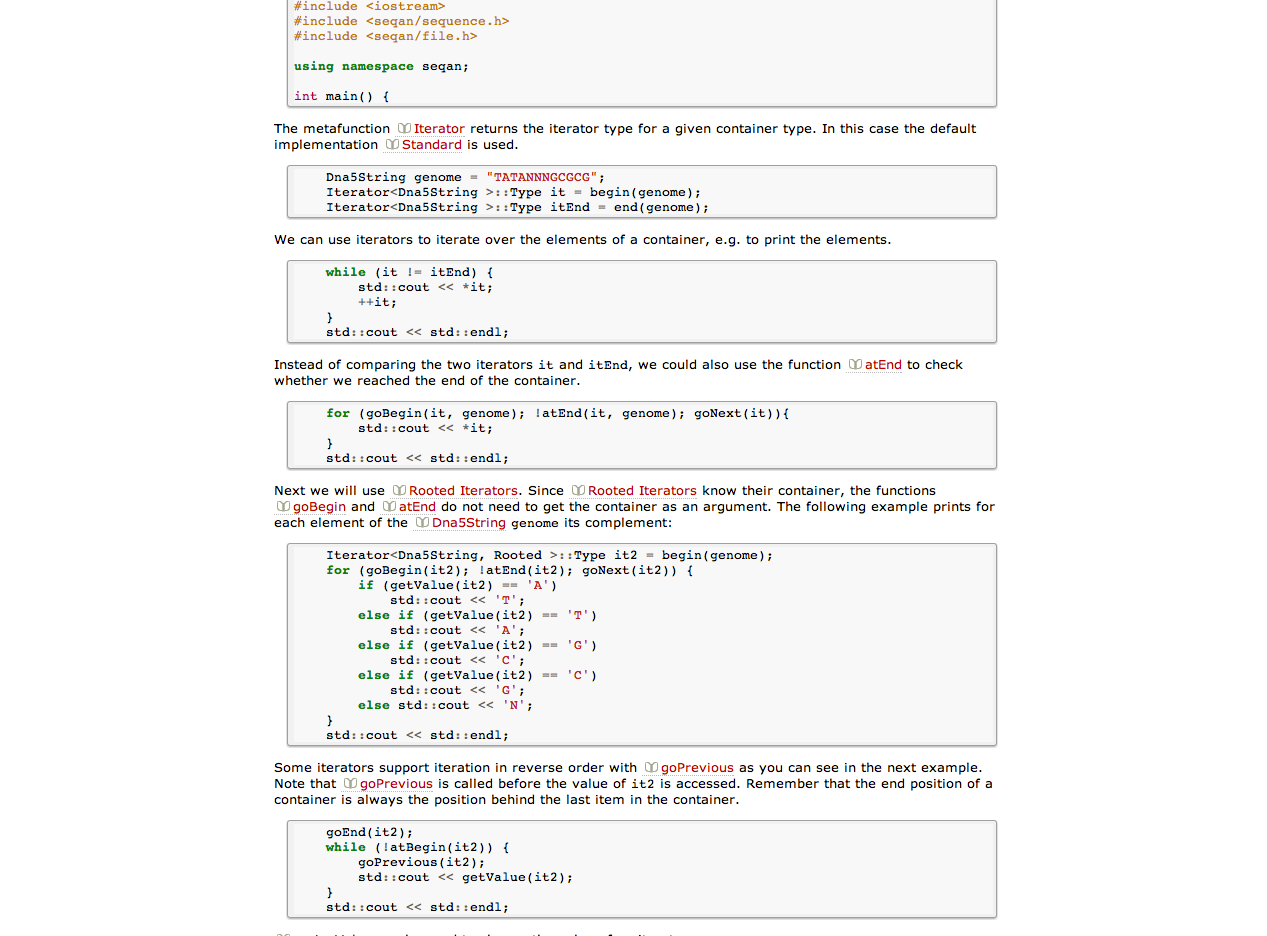 #include <iostream>
#include <seqan/sequence.h>
#include <seqan/file.h>
using namespace seqan;
int main() {
The metafunction Iterator returns the iterator type for a given container type. In this case the default
implementation Standard is used.
Dna5String genome = "TATANNNGCGCG";
Iterator<Dna5String >::Type it = begin(genome);
Iterator<Dna5String >::Type itEnd = end(genome);
We can use iterators to iterate over the elements of a container, e.g. to print the elements.
while (it != itEnd) {
std::cout << *it;
++it;
}
std::cout << std::endl;
Instead of comparing the two iterators it and itEnd, we could also use the function atEnd to check
whether we reached the end of the container.
for (goBegin(it, genome); !atEnd(it, genome); goNext(it)){
std::cout << *it;
}
std::cout << std::endl;
Next we will use Rooted Iterators. Since Rooted Iterators know their container, the functions
goBegin and atEnd do not need to get the container as an argument. The following example prints for
each element of the Dna5String genome its complement:
Iterator<Dna5String, Rooted >::Type it2 = begin(genome);
for (goBegin(it2); !atEnd(it2); goNext(it2)) {
if (getValue(it2) == 'A')
std::cout << 'T';
else if (getValue(it2) == 'T')
std::cout << 'A';
else if (getValue(it2) == 'G')
std::cout << 'C';
else if (getValue(it2) == 'C')
std::cout << 'G';
else std::cout << 'N';
}
std::cout << std::endl;
Some iterators support iteration in reverse order with goPrevious as you can see in the next example.
Note that goPrevious is called before the value of it2 is accessed. Remember that the end position of a
container is always the position behind the last item in the container.
goEnd(it2);
while (!atBegin(it2)) {
goPrevious(it2);
std::cout << getValue(it2);
}
std::cout << std::endl;